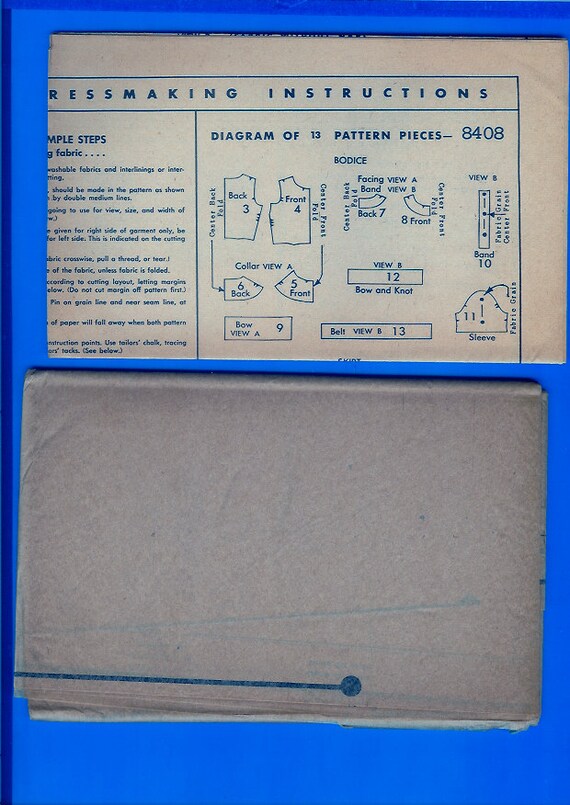 RESSMAKING INSTRUCTIONS
MPLE STEPS
g fabric . . . .
washable fabrics and interlinings or inter-
tting.
, should be made in the pattern as shown
by double medium lines.
going to use for view, size, and width of
w.)
e given for right side of garment only, be
for left side. This is indicated on the cutting
abric crosswise, pull a thread, or tear.)
e of the fabric, unless fabric is folded.
ccording to cutting layout, letting margins
elow. (Do not cut margin off pattern first.)
Pin on grain line and near seam line, at
of paper will fall away when both pattern
nstruction points. Use tailors' chalk, tracing
ors' tacks. (See below.)
DIAGRAM OF 13 PATTERN PIECES— 8408
BODICE
Center Back
Fold
Back
3
Front
4
Center Front
Fold
Collar VIEW A
6
Back
5
Front
Bow
VIEW A
9
Facing VIEW A
Band VIEW B
Center Back
Fold
Back 7
8 Front
Center Front
Fold
VIEW B
12
Bow and Knot
Belt VIEW B 13
VIEW B
Fabric Grain
Center Front
Band
10
11
Fabric Grain
Sleeve